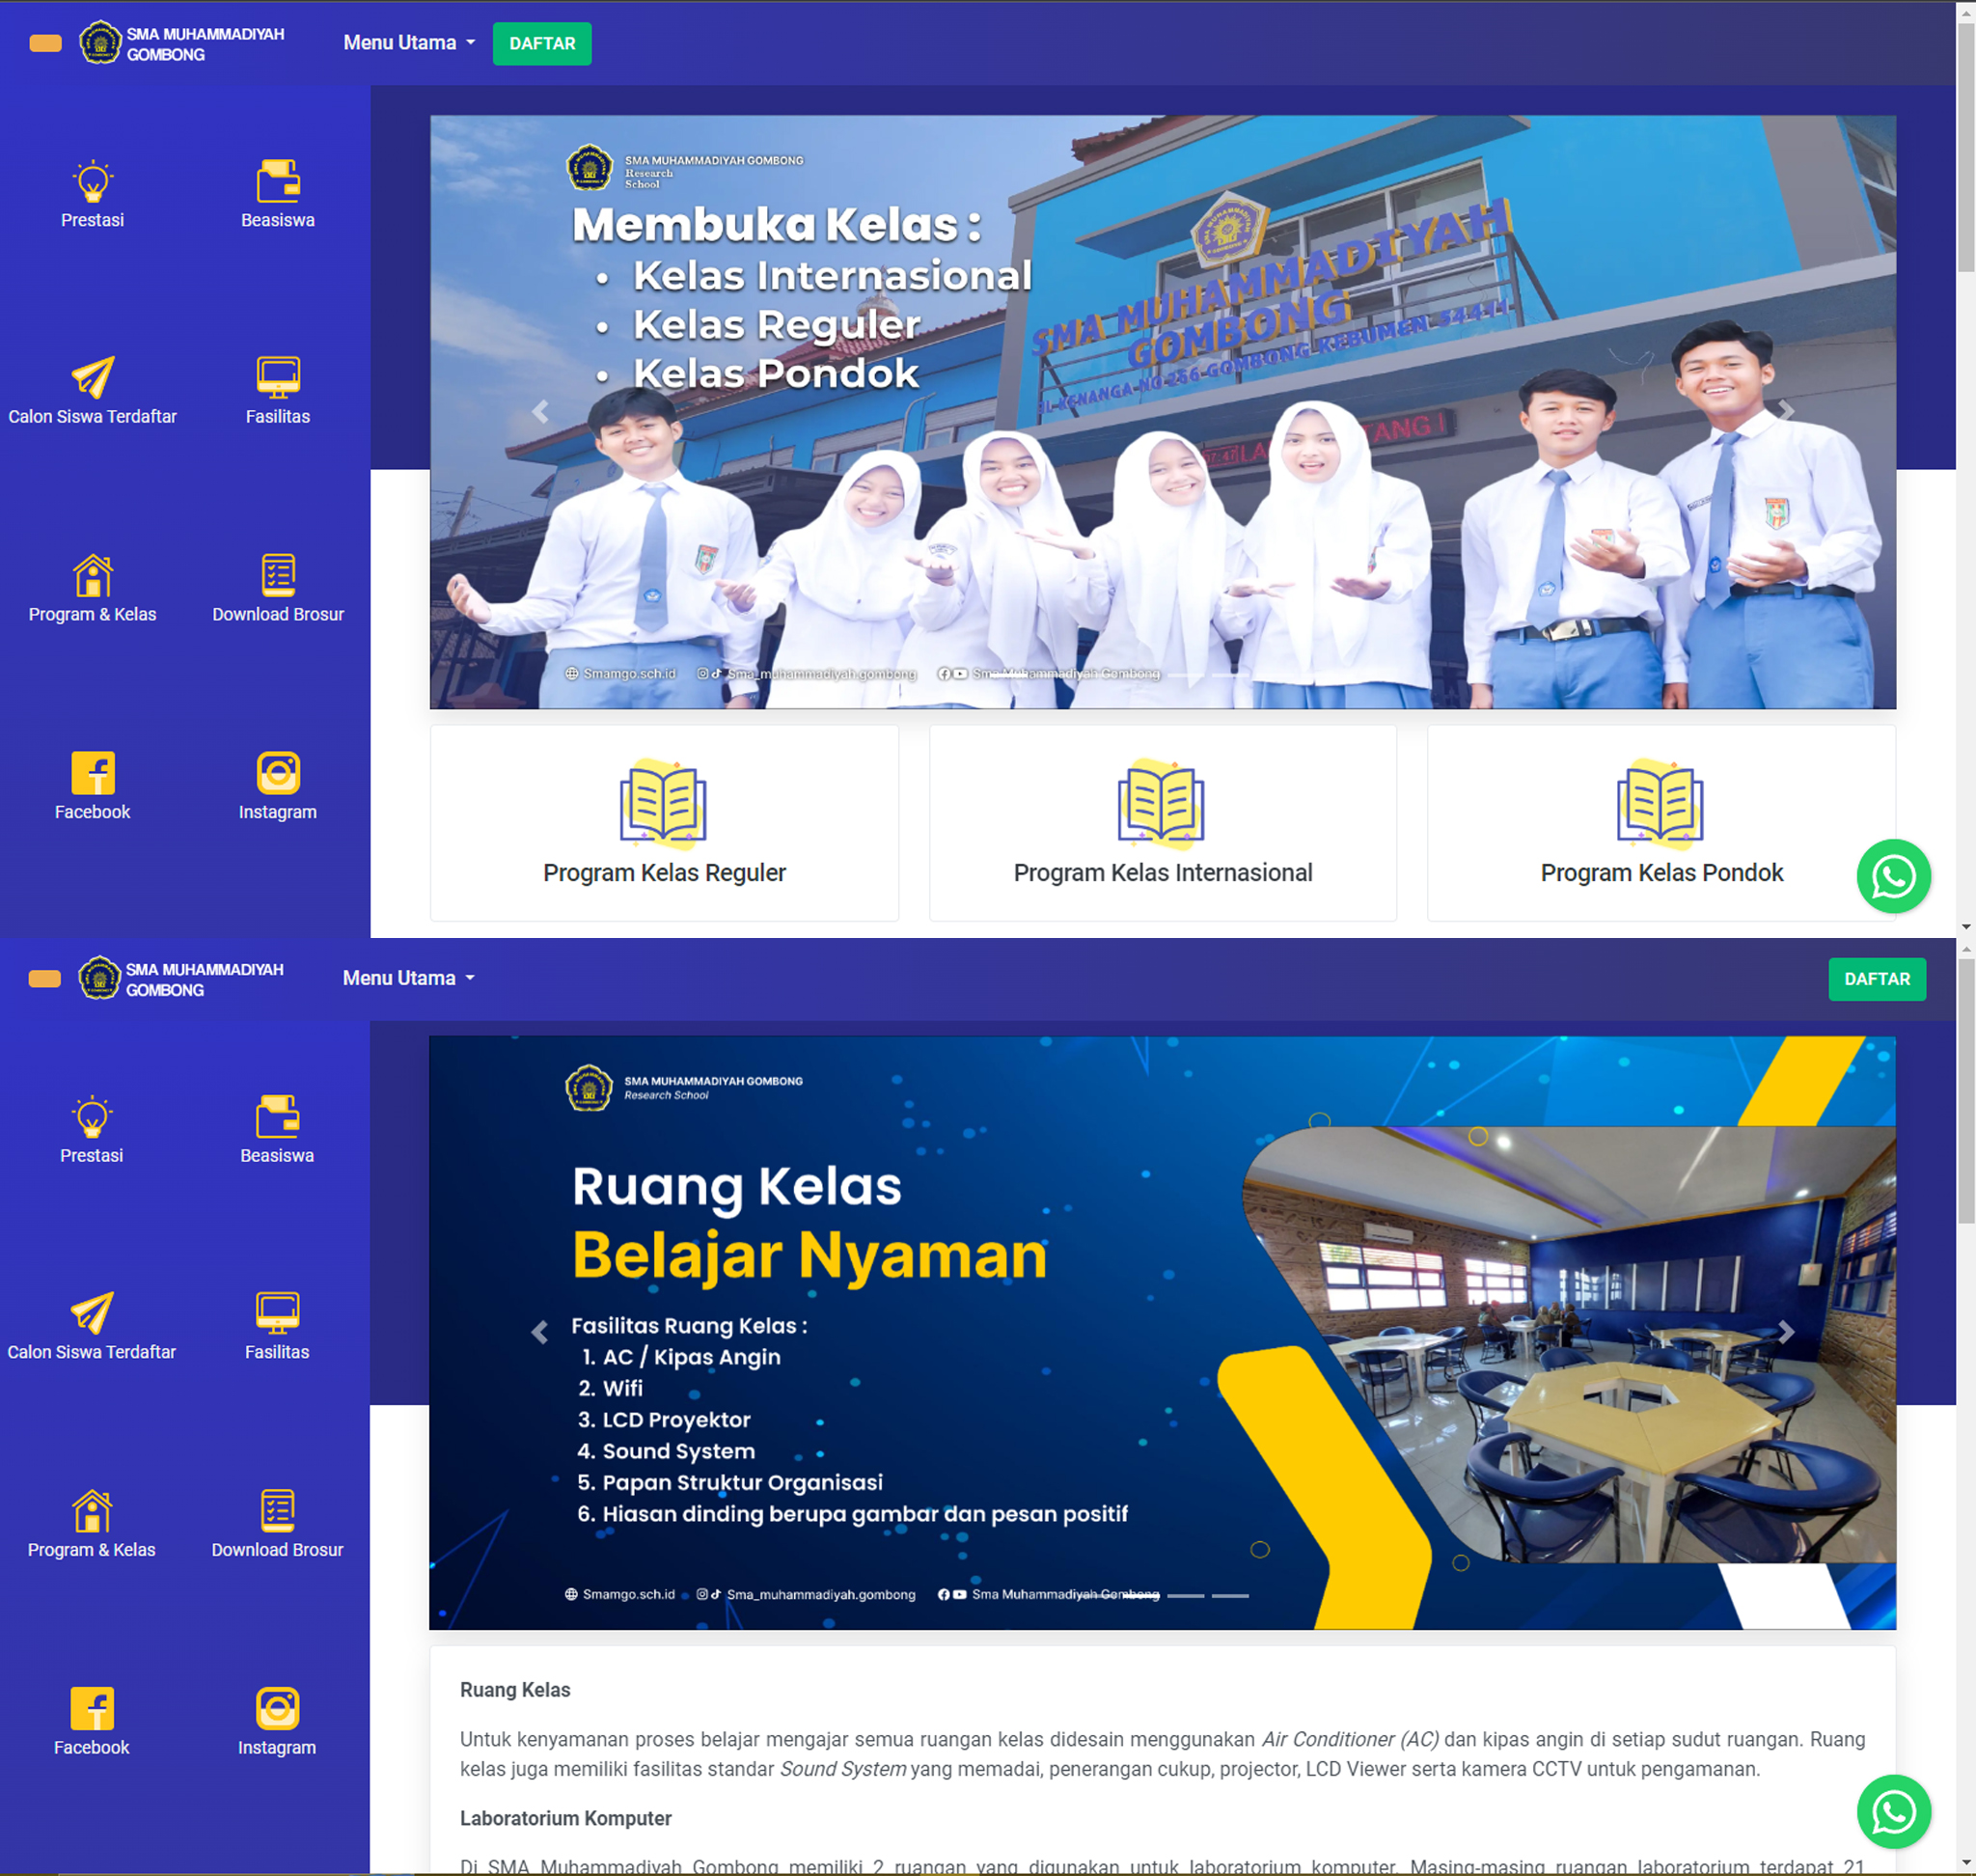 SMA MUHAMMADIYAH
GOMBONG
Menu Utama
DAFTAR
Prestasi
Beasiswa
Calon Siswa Terdaftar
Fasilitas
Program & Kelas
Download Brosur
Facebook
Instagram
SMA MUHAMMADIYAH GOMBONG
Research
School
Membuka Kelas :
• Kelas Internasional
• Kelas Reguler
• Kelas Pondok
SMA MUHAMMADIYAH
GOMBONG
JL KENANGA NO 266 GOMBONG KEBUMEN 54411
Smamgo.sch.id Sma_muhammadiyah.gombong Sma Muhammadiyah Gombong
Program Kelas Reguler
Program Kelas Internasional
Program Kelas Pondok
SMA MUHAMMADIYAH
GOMBONG
Menu Utama
DAFTAR
Prestasi
Beasiswa
Calon Siswa Terdaftar
Fasilitas
Program & Kelas
Download Brosur
Facebook
Instagram
SMA MUHAMMADIYAH GOMBONG
Research School
Ruang Kelas
Belajar Nyaman
Fasilitas Ruang Kelas :
1. AC / Kipas Angin
2. Wifi
3. LCD Proyektor
4. Sound System
5. Papan Struktur Organisasi
6. Hiasan dinding berupa gambar dan pesan positif
Smamgo.sch.id Sma_muhammadiyah.gombong Sma Muhammadiyah Gombong
Ruang Kelas
Untuk kenyamanan proses belajar mengajar semua ruangan kelas didesain menggunakan Air Conditioner (AC) dan kipas angin di setiap sudut ruangan. Ruang
kelas juga memiliki fasilitas standar Sound System yang memadai, penerangan cukup, projector, LCD Viewer serta kamera CCTV untuk pengamanan.
Laboratorium Komputer
Di SMA Muhammadiyah Gombong memiliki 2 ruangan yang digunakan untuk laboratorium komputer. Masing-masing ruangan laboratorium terdapat 21